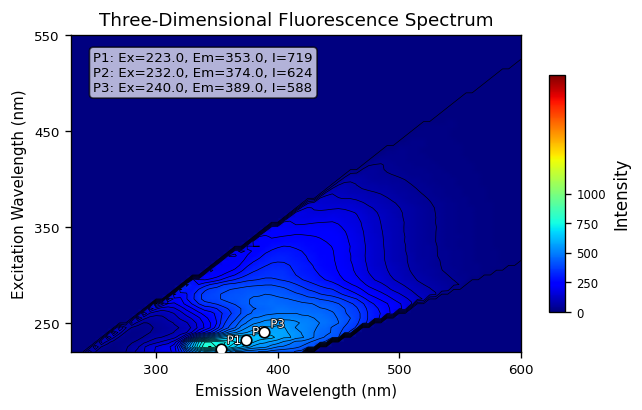 Three-Dimensional Fluorescence Spectrum
P1: Ex=223.0, Em=353.0, I=719
P2: Ex=232.0, Em=374.0, I=624
P3: Ex=240.0, Em=389.0, I=588
550
450
350
250
Excitation Wavelength (nm)
P1
P3
300
400
500
600
Emission Wavelength (nm)
1000
750
500
250
0
Intensity